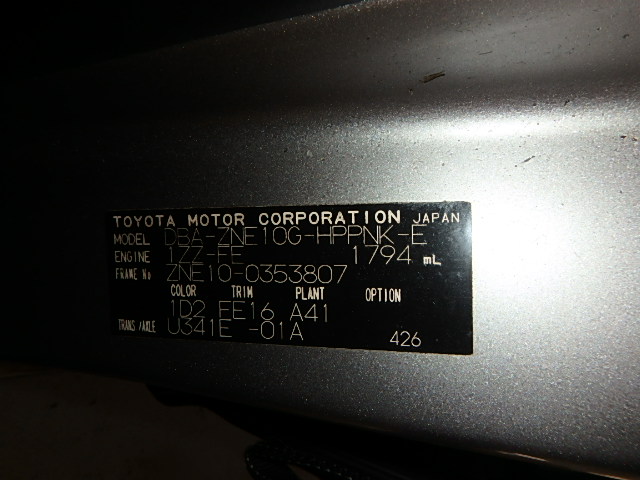 TOYOTA MOTOR CORPORATION JAPAN
MODEL DBA-ZNE10G-HPPNK-E
ENGINE 1ZZ-FE 1794 mL
FRAME No ZNE10-0353807
COLOR TRIM PLANT OPTION
1D2 FE16 A41
TRANS/AXLE U341E -01A
426